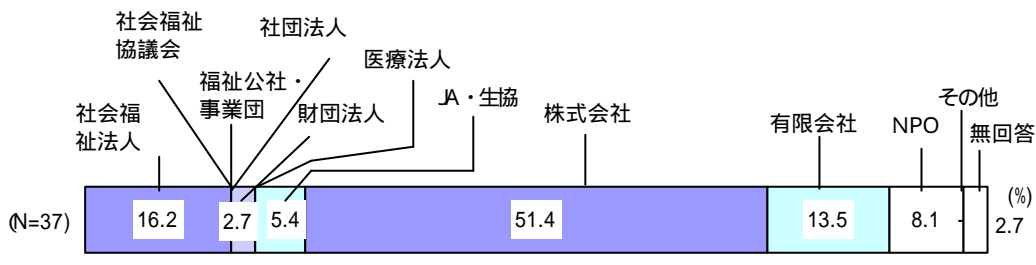 社会福祉
協議会
社団法人
福祉公社・
事業団
医療法人
財団法人
JA・生協
株式会社
有限会社
NPO
その他
無回答
社会福
祉法人
(N=37)
16.2
2.7
5.4
51.4
13.5
8.1
-
(%)
2.7